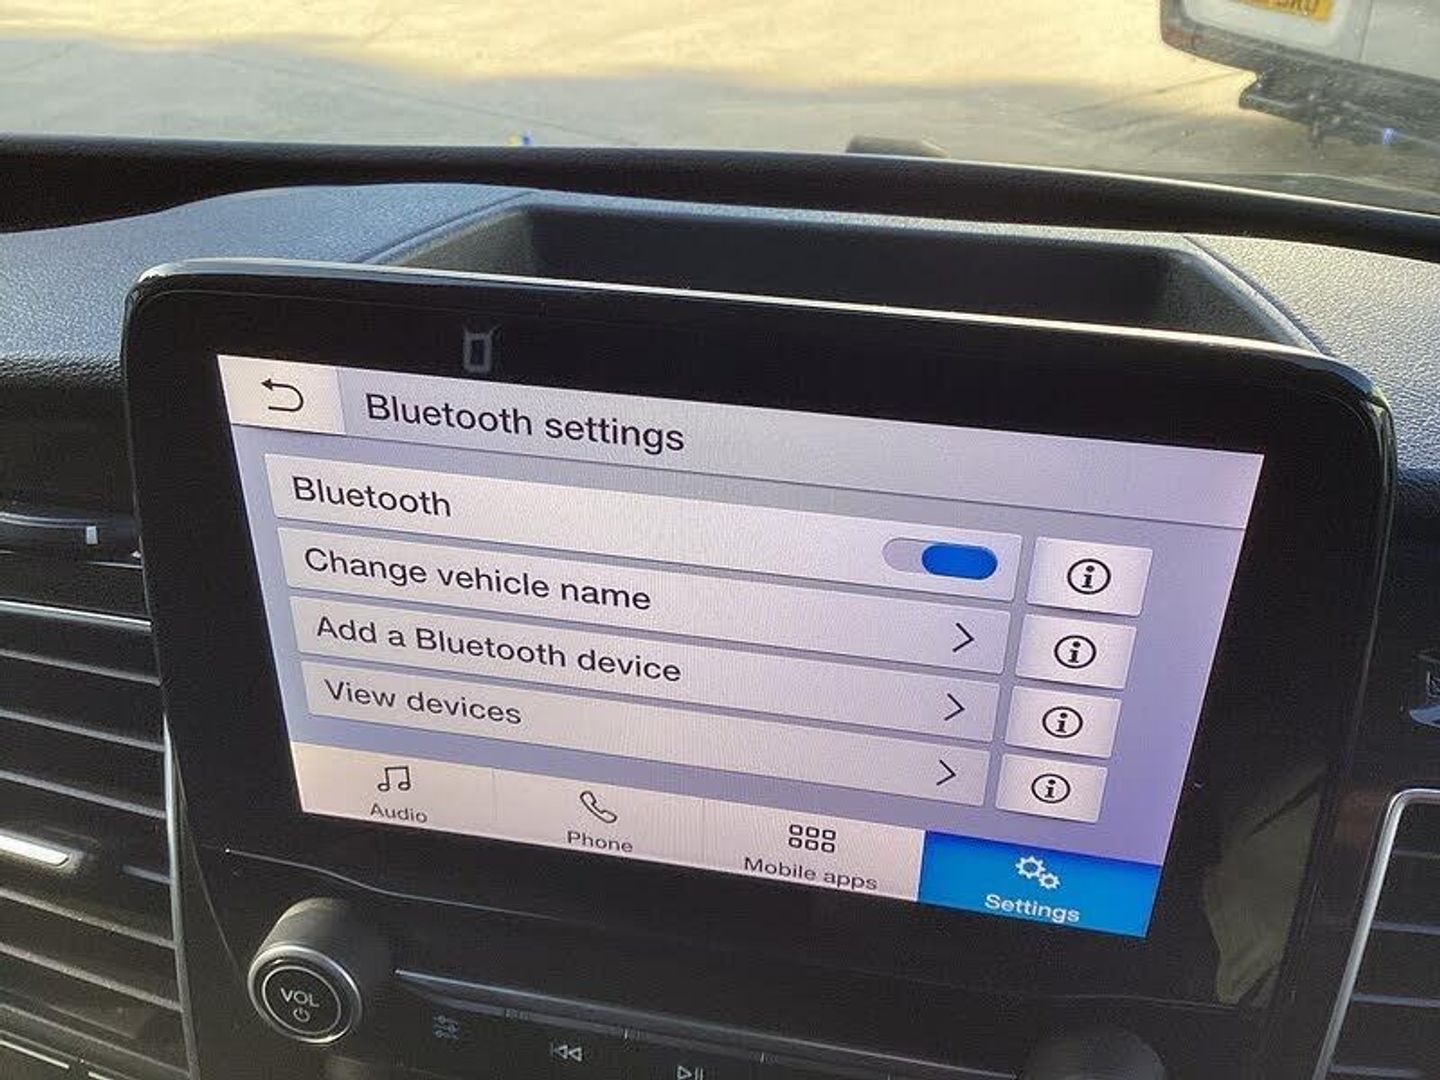 Bluetooth settings
Bluetooth
Change vehicle name
Add a Bluetooth device
View devices
Audio
Phone
Mobile apps
Settings
VOL